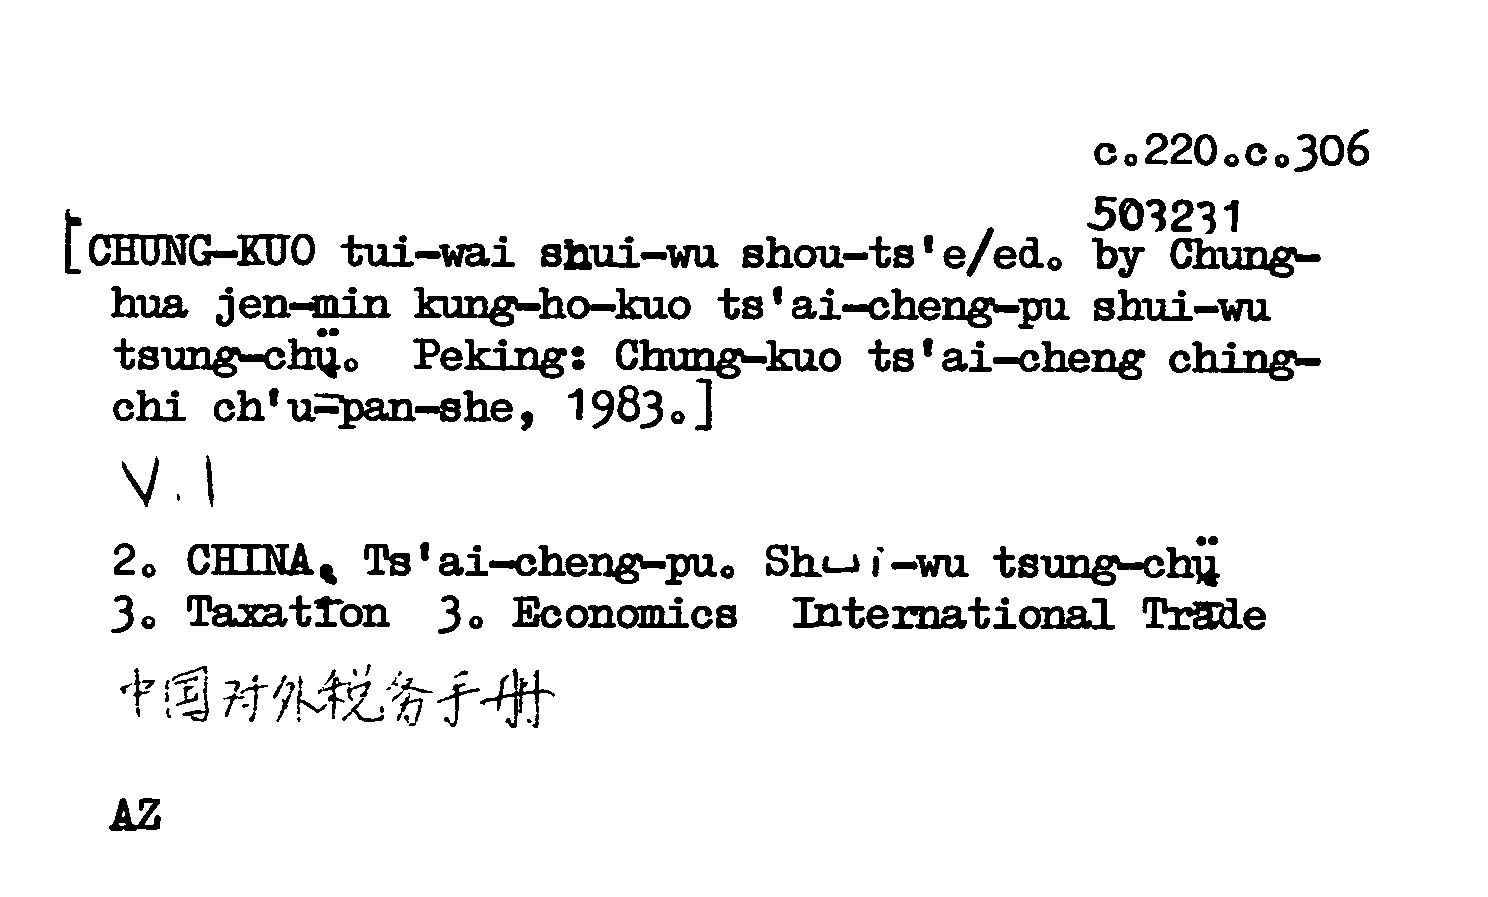 c.220.c.306
503231
[CHUNG-KUO tui-wai shui-wu shou-ts'e/ed. by Chung-
hua jen-min kung-ho-kuo ts'ai-cheng-pu shui-wu
tsung-chü. Peking: Chung-kuo ts'ai-cheng ching-
chi ch'u-pan-she, 1983.]
V.1
2. CHINA, Ts'ai-cheng-pu. Shui-wu tsung-chü
3. Taxation 3. Economics International Trade
中国对外税务手册
AZ